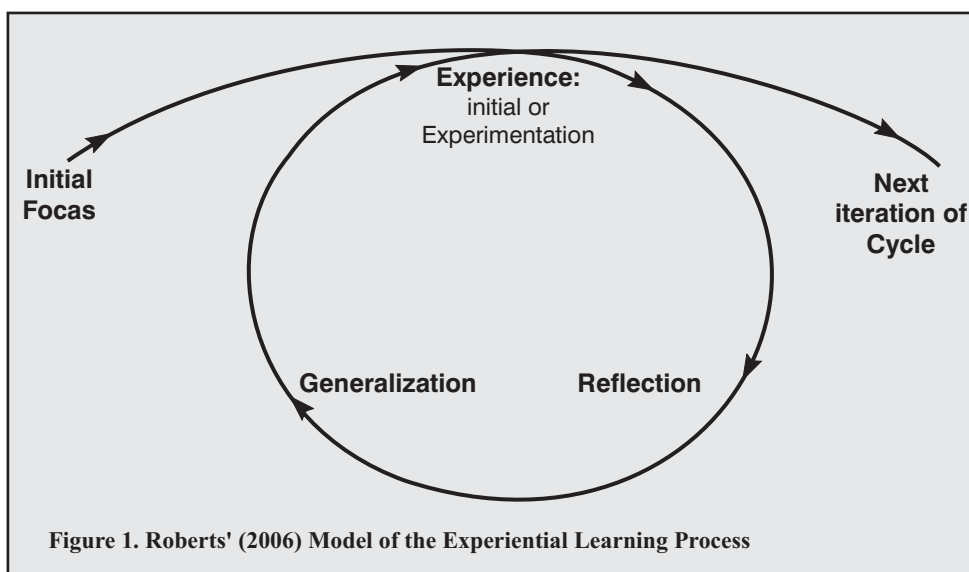 Experience:
initial or
Experimentation
Initial
Focas
Next
iteration of
Cycle
Generalization
Reflection
Figure 1. Roberts' (2006) Model of the Experiential Learning Process